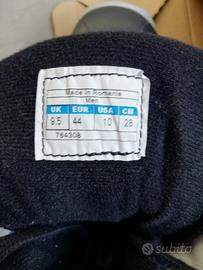 Made in Romania
Men
UK EUR USA CM
9.5 44 10 28
764308
subito